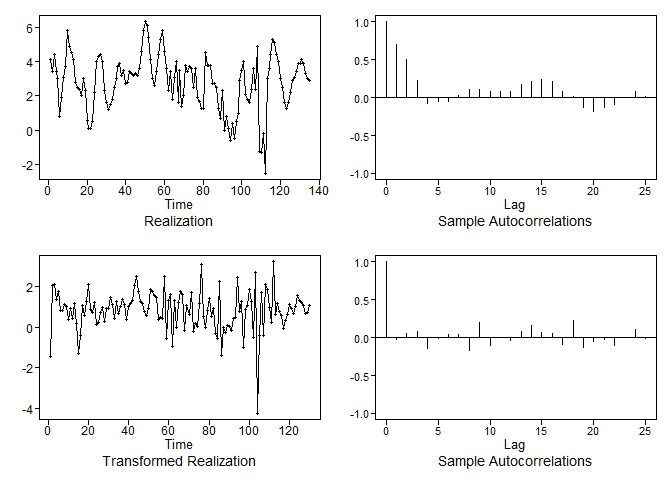 6
4
2
0
-2
0 20 40 60 80 100 120 140
Time
Realization
1.0
0.5
0.0
-0.5
-1.0
0 5 10 15 20 25
Lag
Sample Autocorrelations
2
0
-2
-4
0 20 40 60 80 100 120
Time
Transformed Realization
1.0
0.5
0.0
-0.5
-1.0
0 5 10 15 20 25
Lag
Sample Autocorrelations